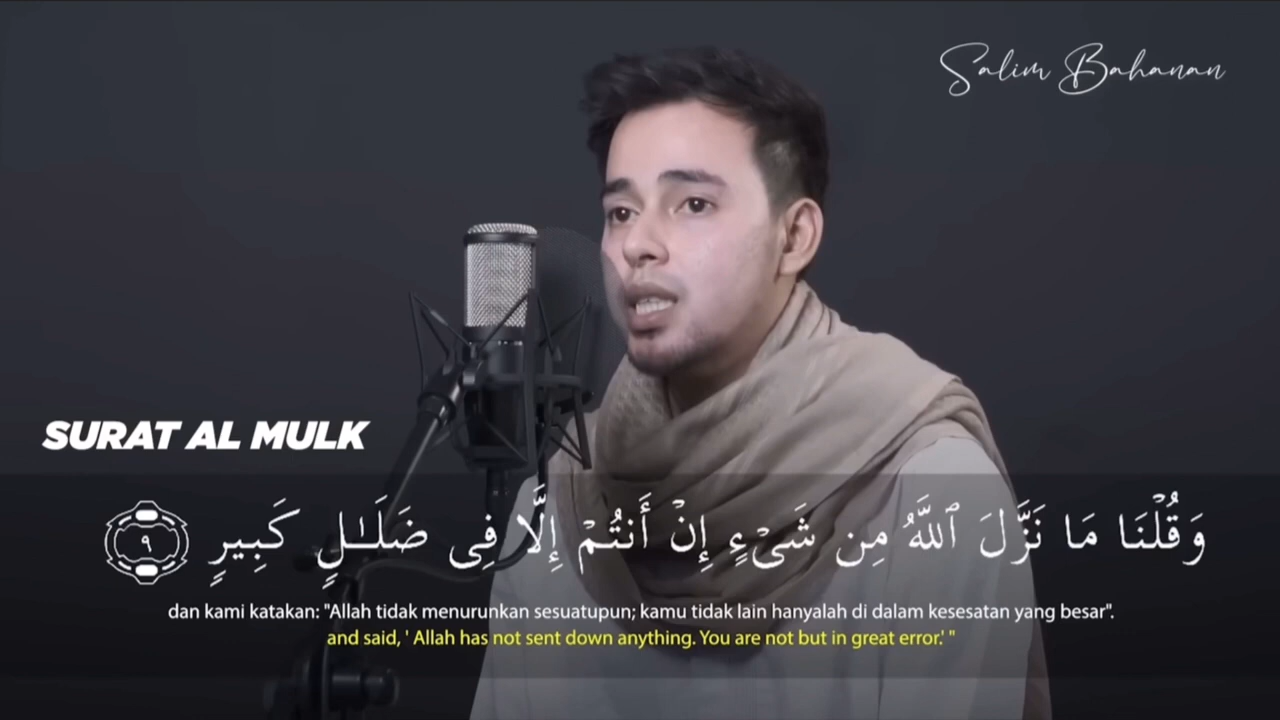 Salim Bahanan
SURAT AL MULK
وَقُلْنَا مَا نَزَّلَ ٱللَّهُ مِن شَىْءٍ إِنْ أَنتُمْ إِلَّا فِى ضَلَـٰلٍ كَبِيرٍ ٩
dan kami katakan: "Allah tidak menurunkan sesuatupun; kamu tidak lain hanyalah di dalam kesesatan yang besar".
and said, ' Allah has not sent down anything. You are not but in great error.' "